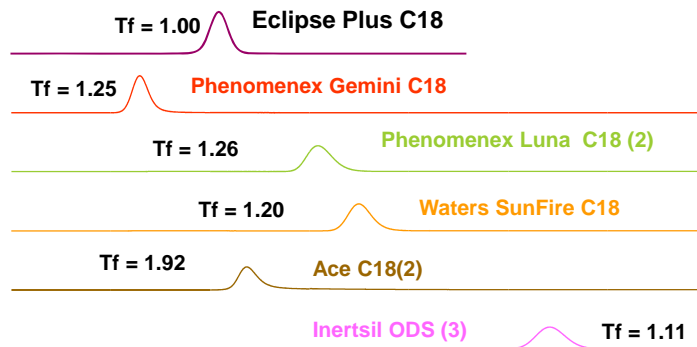 Tf = 1.00 Eclipse Plus C18
Tf = 1.25 Phenomenex Gemini C18
Phenomenex Luna C18 (2)
Tf = 1.26
Tf = 1.20 Waters SunFire C18
Tf = 1.92 Ace C18(2)
Inertsil ODS (3) Tf = 1.11